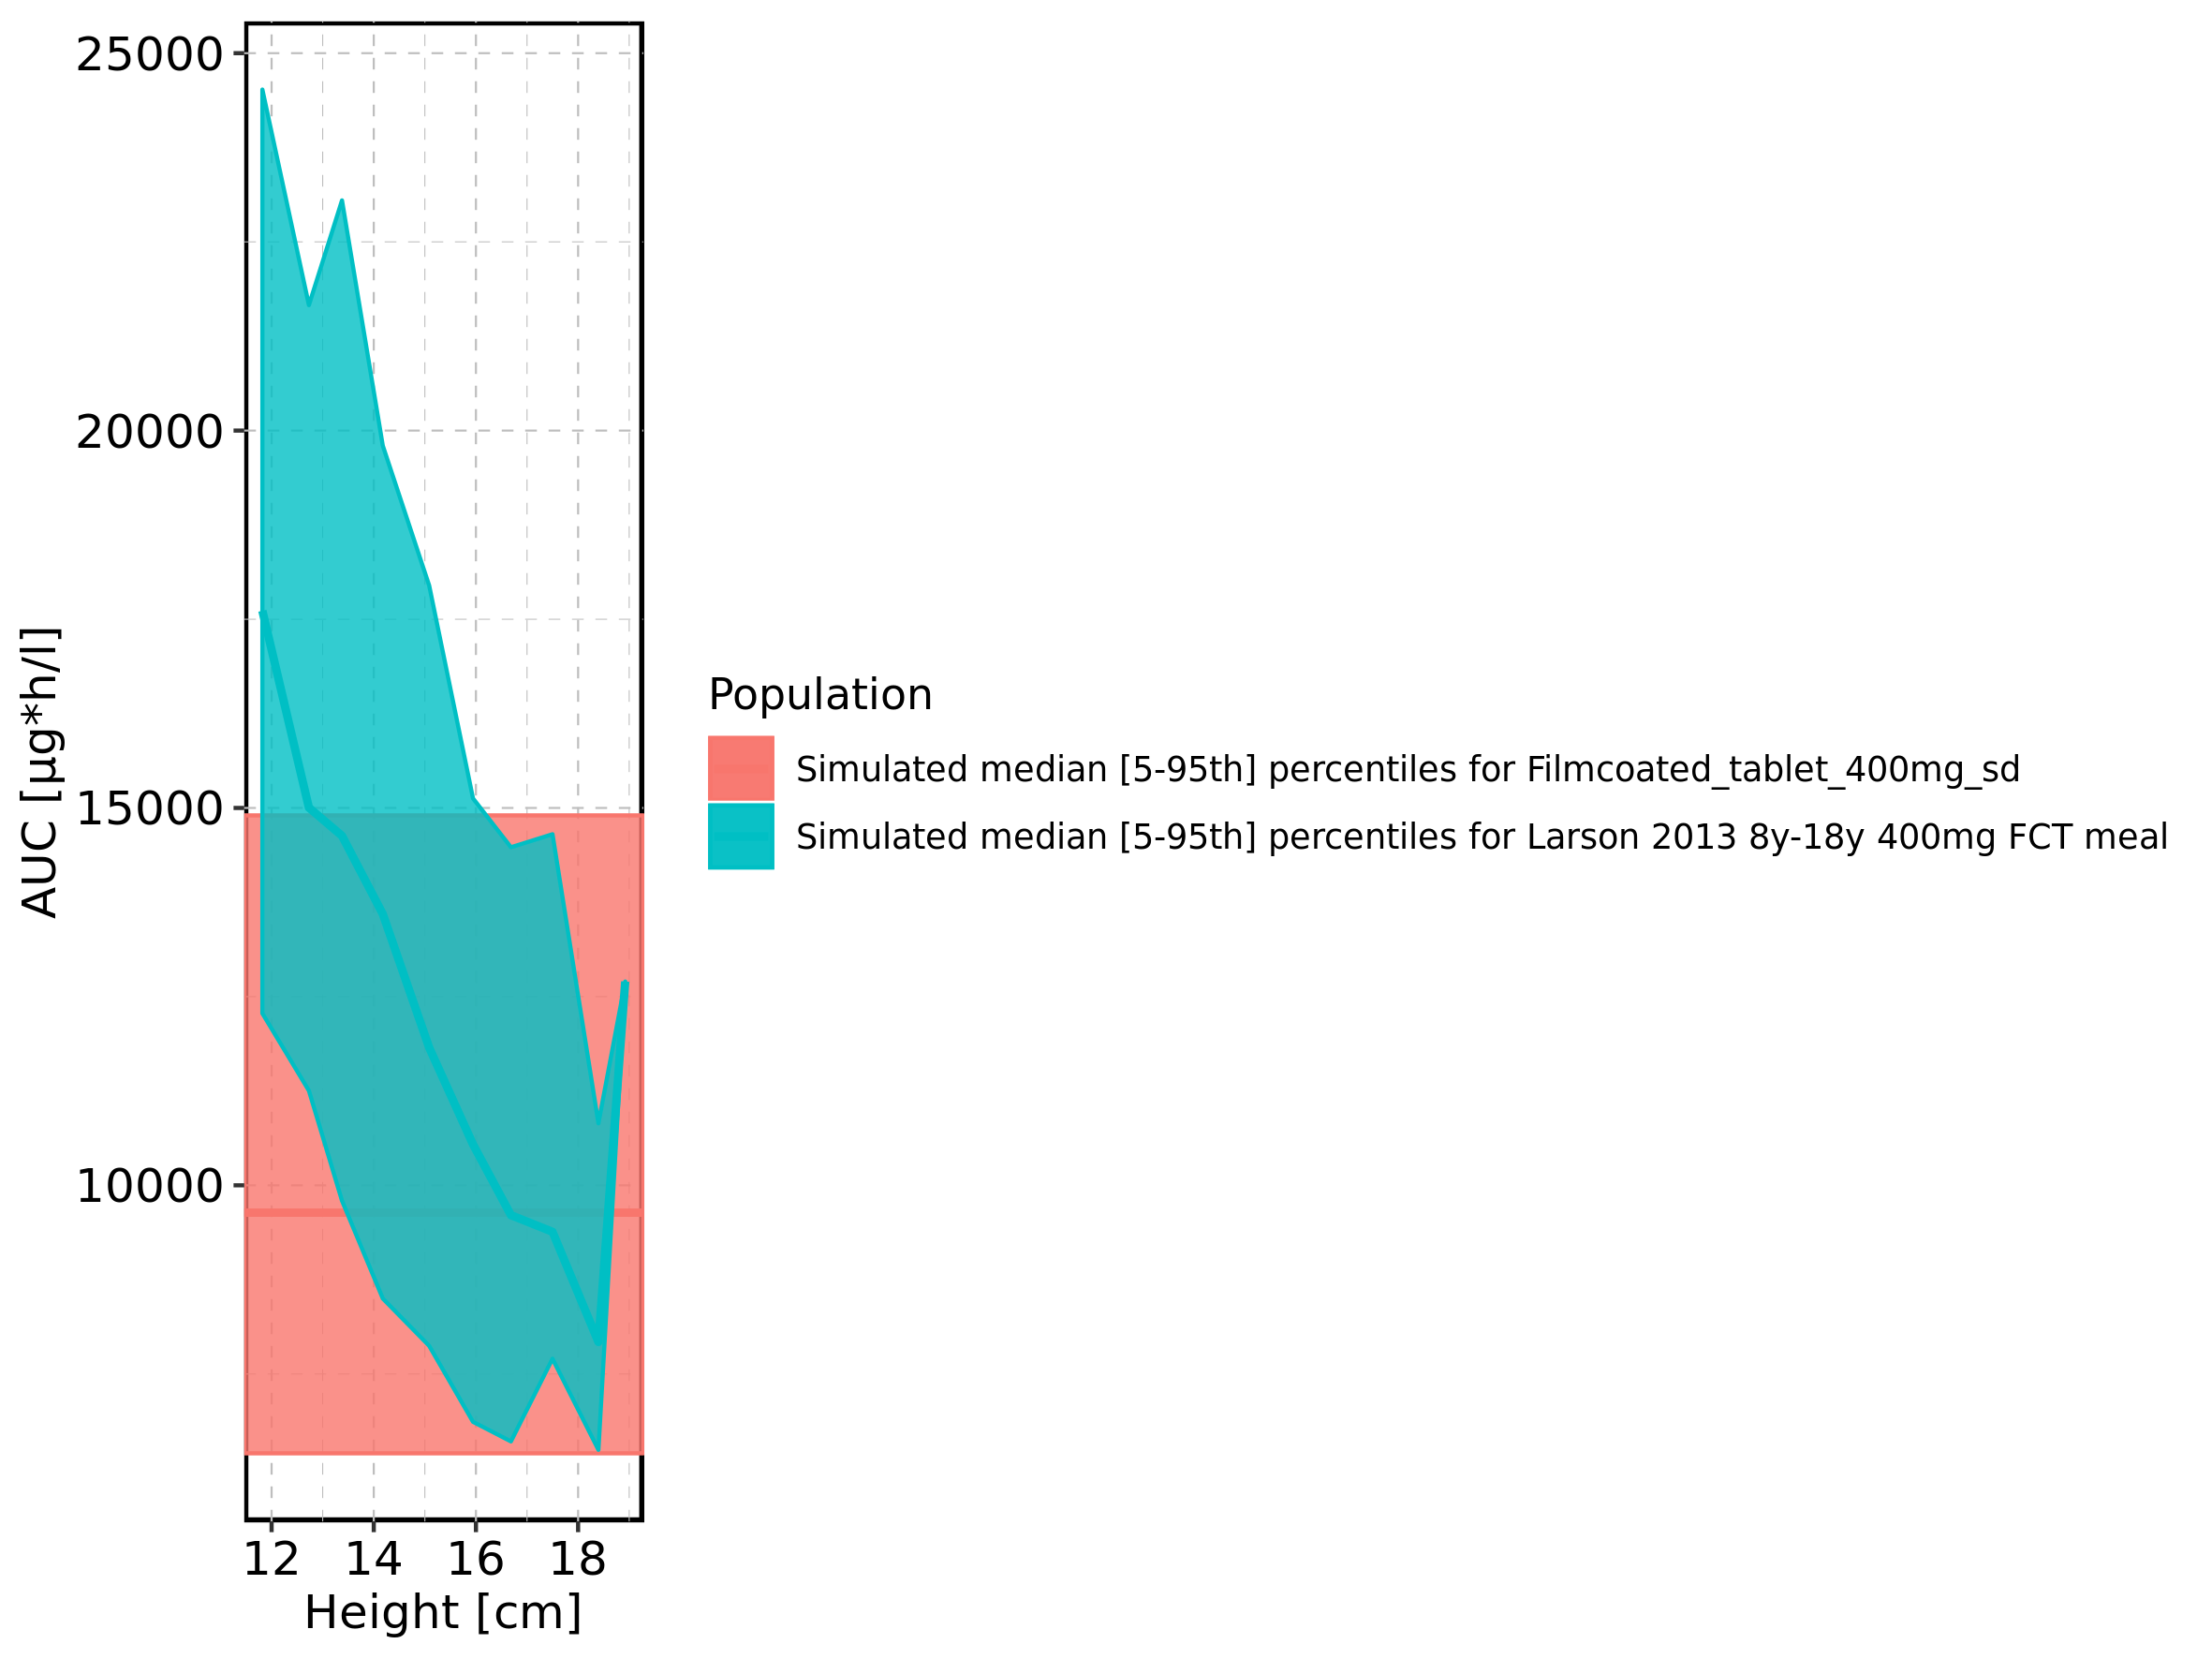 25000
20000
15000
10000
AUC [µg*h/l]
12 14 16 18
Height [cm]
Population
Simulated median [5-95th] percentiles for Filmcoated_tablet_400mg_sd
Simulated median [5-95th] percentiles for Larson 2013 8y-18y 400mg FCT meal